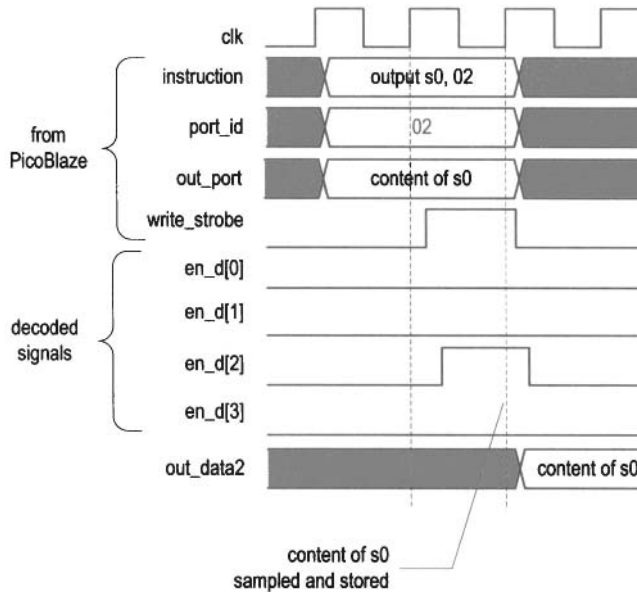 clk
instruction
output s0, 02
from
PicoBlaze
port_id
02
out_port
content of s0
write_strobe
decoded
signals
en_d[0]
en_d[1]
en_d[2]
en_d[3]
out_data2
content of s0
content of s0
sampled and stored